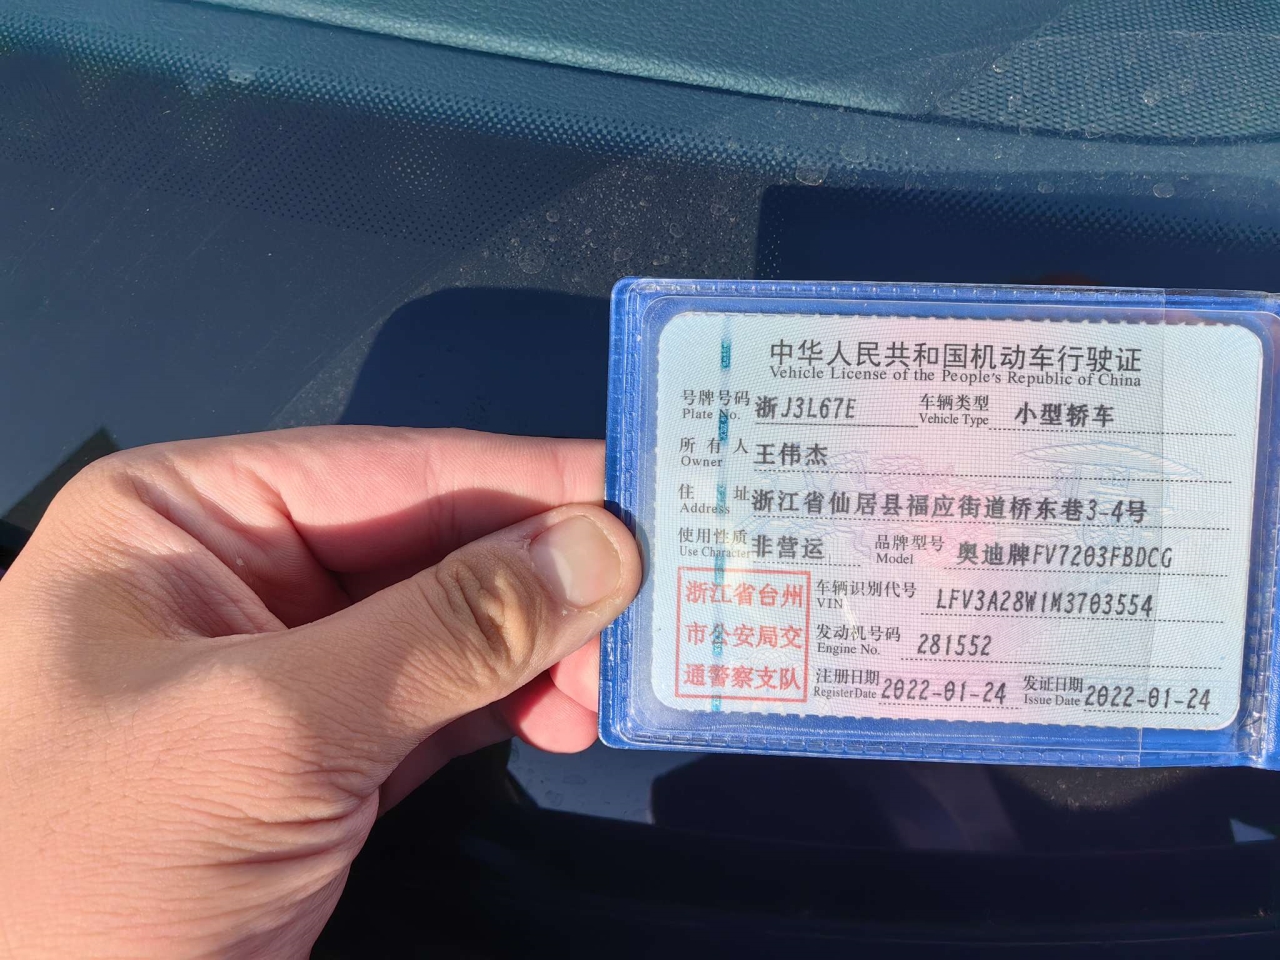 中华人民共和国机动车行驶证
Vehicle License of the People's Republic of China
号牌号码 浙J3L67E 车辆类型 小型轿车
Plate No. Vehicle Type
所有人 王伟杰
Owner
住址 浙江省仙居县福应街道桥东巷3-4号
Address
使用性质 非营运 品牌型号 奥迪牌FV7203FBDCG
Use Character Model
浙江省台州 车辆识别代号 LFV3A28W1M3703554
VIN
市公安局交 发动机号码 281552
Engine No.
通警察支队 注册日期 2022-01-24 发证日期 2022-01-24
Register Date Issue Date